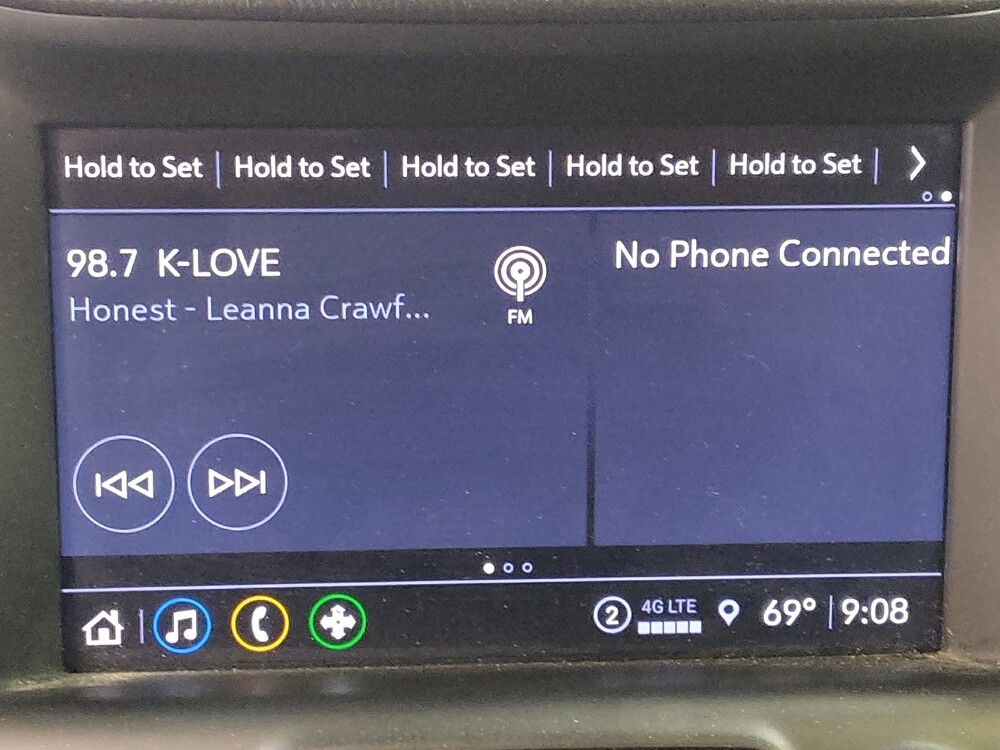 Hold to Set | Hold to Set | Hold to Set | Hold to Set | Hold to Set |
98.7 K-LOVE
Honest - Leanna Crawf...
FM
No Phone Connected
2 4G LTE 69° 9:08